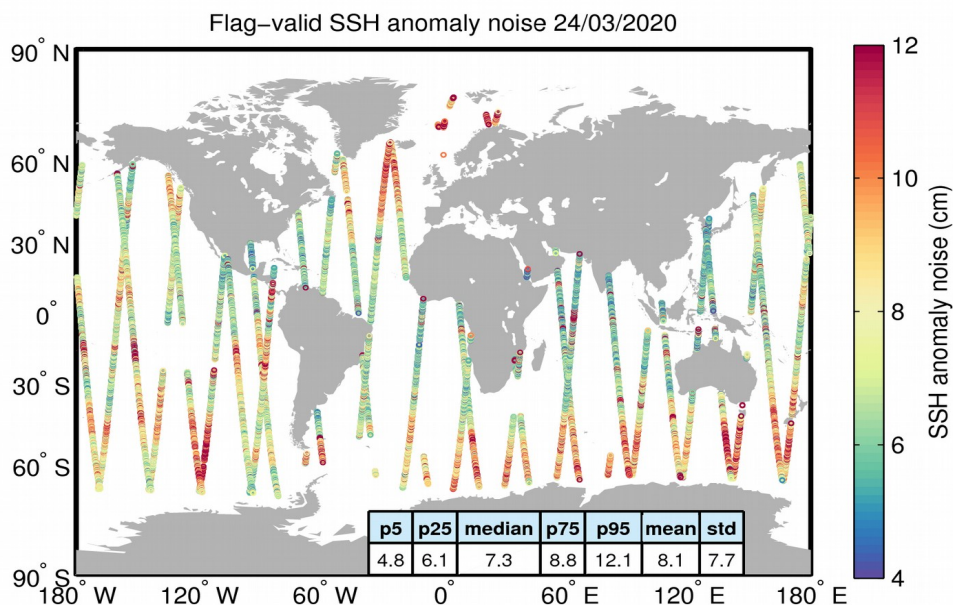 Flag−valid SSH anomaly noise 24/03/2020
90° N
60° N
30° N
0°
30° S
60° S
90° S
180° W
120° W
60° W
0°
60° E
120° E
180° E
p5 p25 median p75 p95 mean std
4.8 6.1 7.3 8.8 12.1 8.1 7.7
12
10
8
6
4
SSH anomaly noise (cm)